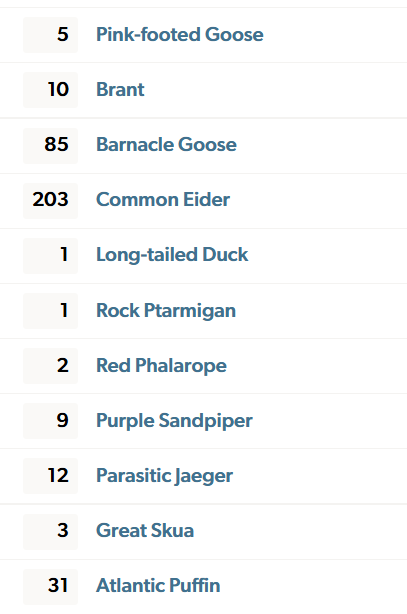 5 Pink-footed Goose
10 Brant
85 Barnacle Goose
203 Common Eider
1 Long-tailed Duck
1 Rock Ptarmigan
2 Red Phalarope
9 Purple Sandpiper
12 Parasitic Jaeger
3 Great Skua
31 Atlantic Puffin